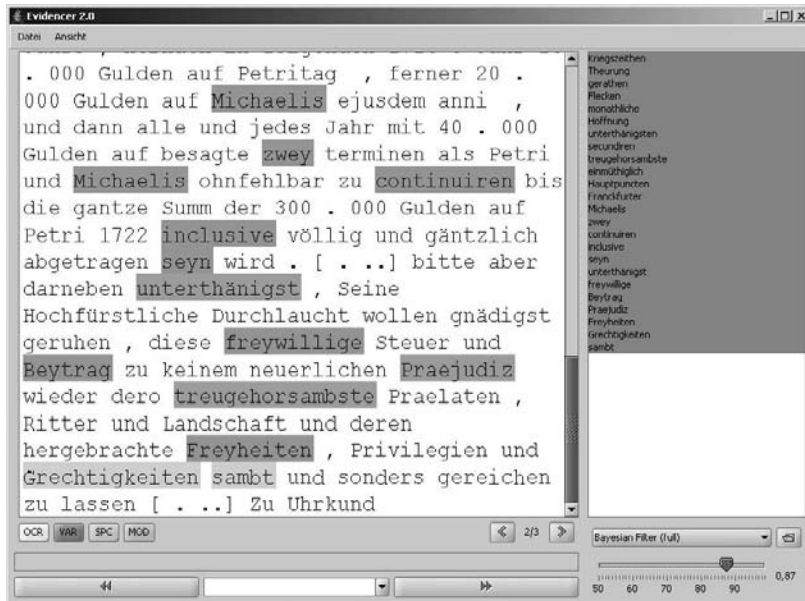 Evidencer 2.0
Datei Ansicht
. 000 Gulden auf Petritag , ferner 20 .
000 Gulden auf Michaelis ejusdem anni ,
und dann alle und jedes Jahr mit 40 . 000
Gulden auf besagte zwey terminen als Petri
und Michaelis ohnfehlbar zu continuiren bis
die gantze Summ der 300 . 000 Gulden auf
Petri 1722 inclusive völlig und gäntzlich
abgetragen seyn wird . [ . ..] bitte aber
darneben unterthänigst , Seine
Hochfürstliche Durchlaucht wollen gnädigst
geruhen , diese freywillige Steuer und
Beytrag zu keinem neuerlichen Praejudiz
wieder dero treugehorsambste Praelaten ,
Ritter und Landschaft und deren
hergebrachte Freyheiten , Privilegien und
Grechtigkeiten sambt und sonders gereichen
zu lassen [ . ..] Zu Uhrkund
OCR VAR SPC MOD 2/3
Kriegszeithen
Theurung
gerathen
Flecken
monathliche
Hoffnung
unterthänigsten
secundiren
treugehorsambste
einmüthiglich
Hauptpuncten
Franckfurter
Michaelis
zwey
continuiren
inclusive
seyn
unterthänigst
freywillige
Beytrag
Praejudiz
Freyheiten
Grechtigkeiten
sambt
Bayesian Filter (full)
0,87
50 60 70 80 90